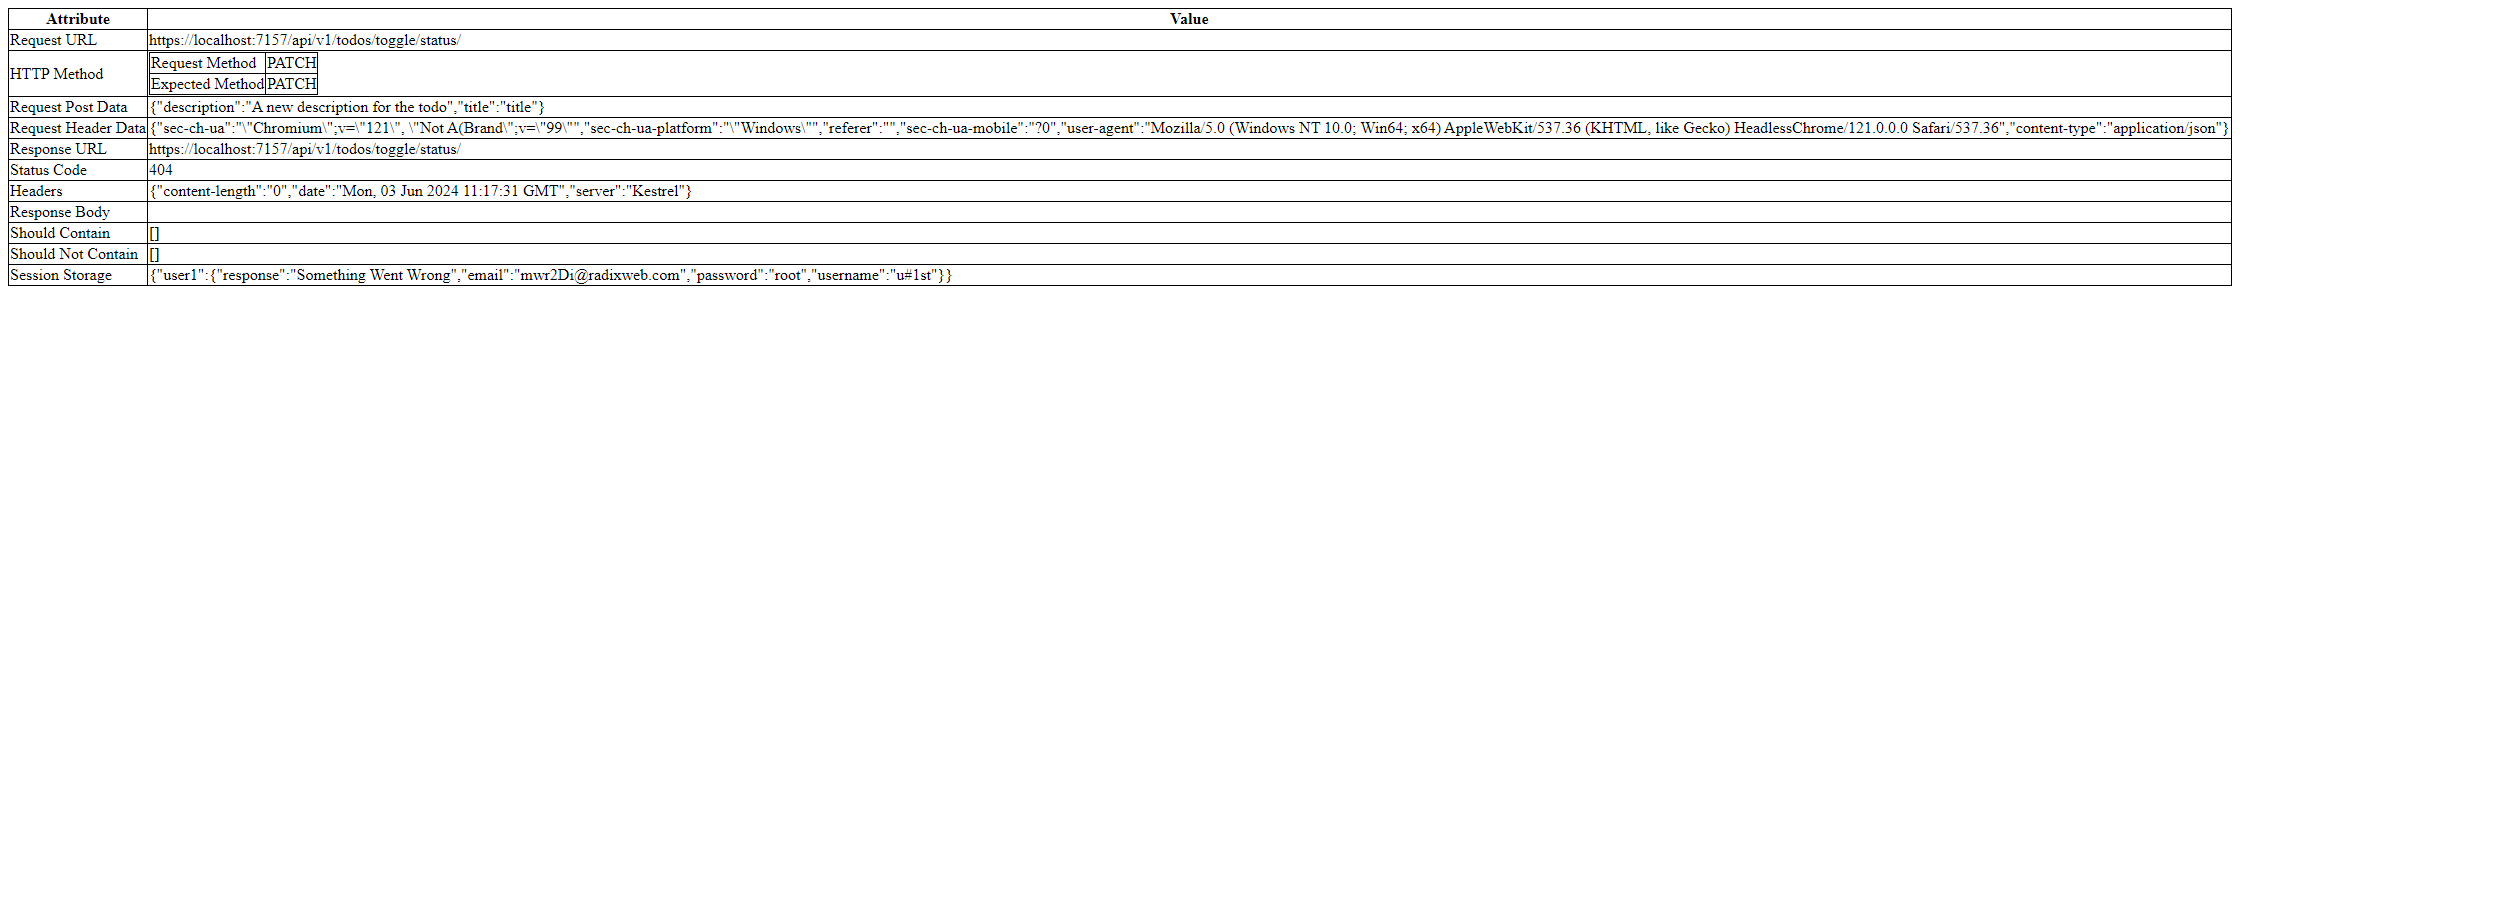 Attribute Value
Request URL https://localhost:7157/api/v1/todos/toggle/status/
HTTP Method Request Method PATCH
Expected Method PATCH
Request Post Data {"description":"A new description for the todo","title":"title"}
Request Header Data {"sec-ch-ua":"\"Chromium\";v=\"121\", \"Not A(Brand\";v=\"99\"","sec-ch-ua-platform":"\"Windows\"","referer":"","sec-ch-ua-mobile":"?0","user-agent":"Mozilla/5.0 (Windows NT 10.0; Win64; x64) AppleWebKit/537.36 (KHTML, like Gecko) HeadlessChrome/121.0.0.0 Safari/537.36","content-type":"application/json"}
Response URL https://localhost:7157/api/v1/todos/toggle/status/
Status Code 404
Headers {"content-length":"0","date":"Mon, 03 Jun 2024 11:17:31 GMT","server":"Kestrel"}
Response Body
Should Contain []
Should Not Contain []
Session Storage {"user1":{"response":"Something Went Wrong","email":"mwr2Di@radixweb.com","password":"root","username":"u#1st"}}